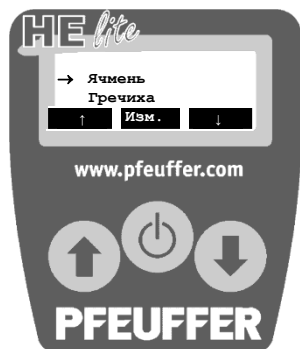 HE lite
→ Ячмень
Гречиха
↑ Изм. ↓
www.pfeuffer.com
PFEUFFER